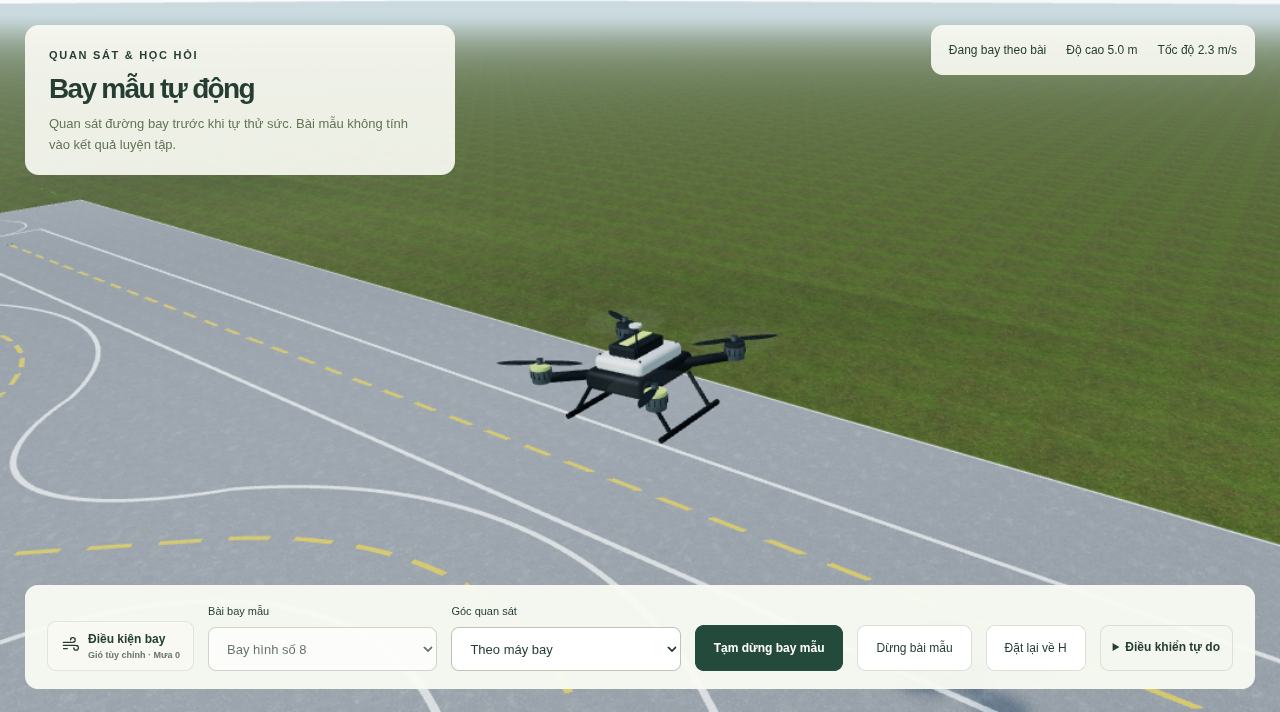 QUAN SÁT & HỌC HỎI
Bay mẫu tự động
Quan sát đường bay trước khi tự thử sức. Bài mẫu không tính
vào kết quả luyện tập.
Đang bay theo bài Độ cao 5.0 m Tốc độ 2.3 m/s
Bài bay mẫu
Góc quan sát
Điều kiện bay
Gió tùy chỉnh · Mưa 0
Bay hình số 8
Theo máy bay
Tạm dừng bay mẫu
Dừng bài mẫu
Đặt lại về H
Điều khiển tự do